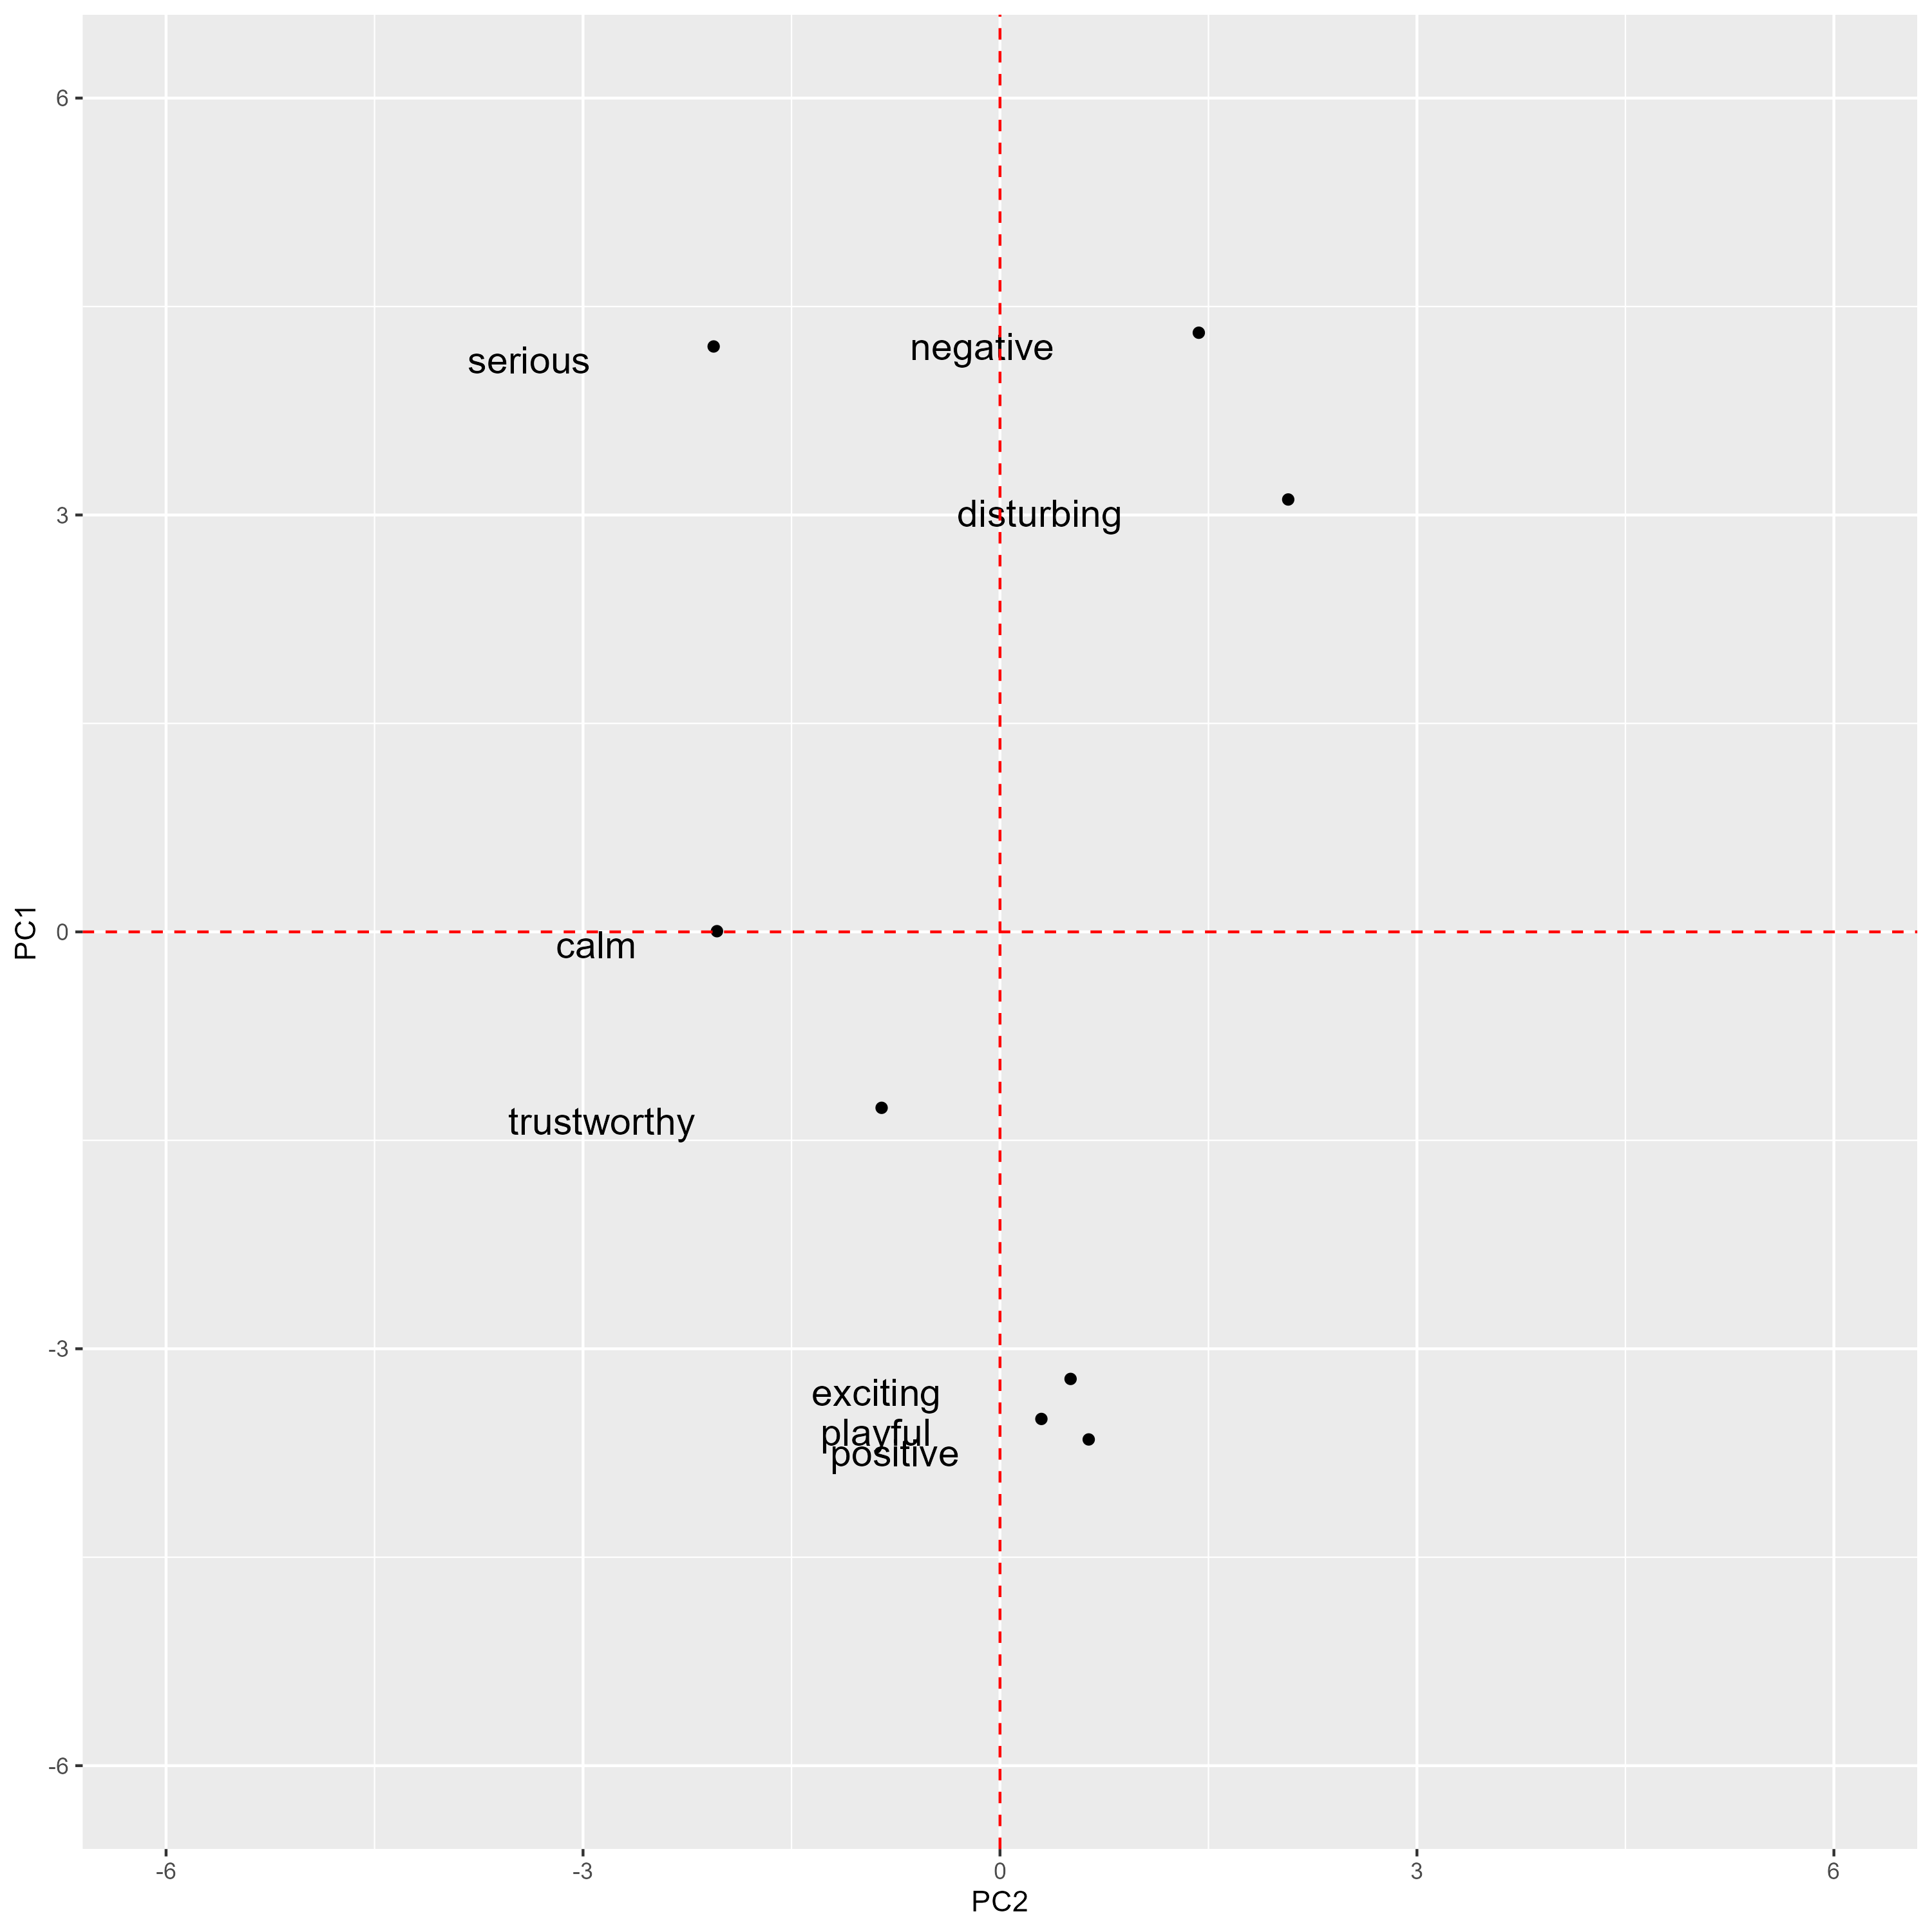 6
serious
negative
3
disturbing
PC1
0
calm
trustworthy
-3
exciting
playful
positive
-6
-6
-3
0
3
6
PC2